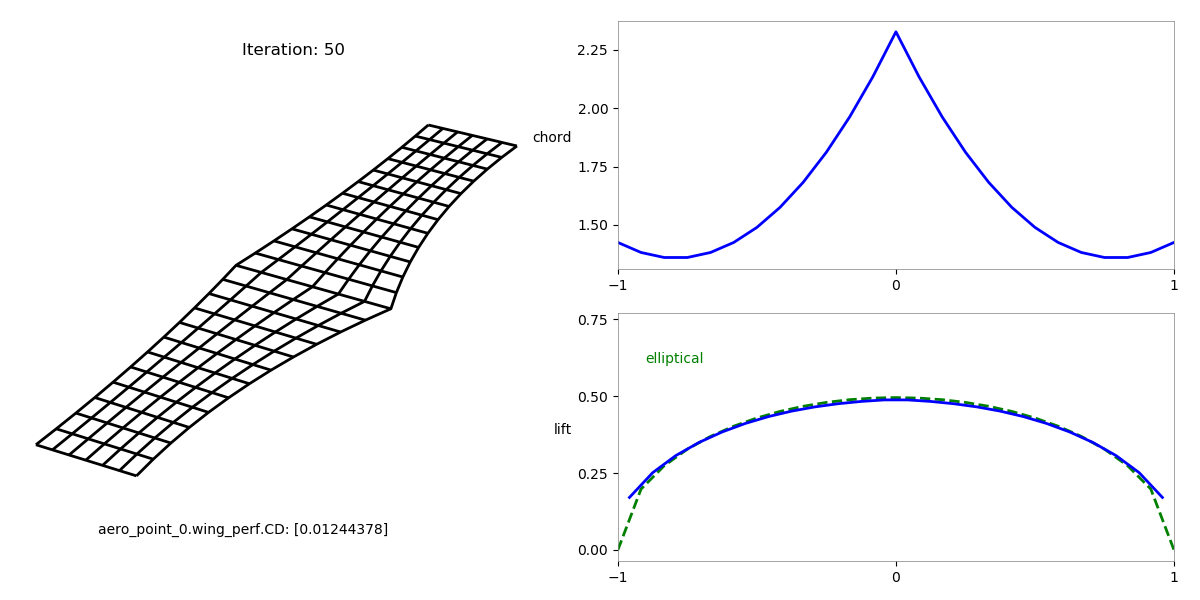 Iteration: 50
aero_point_0.wing_perf.CD: [0.01244378]
chord
2.25
2.00
1.75
1.50
−1
0
1
lift
0.75
0.50
0.25
0.00
elliptical
−1
0
1